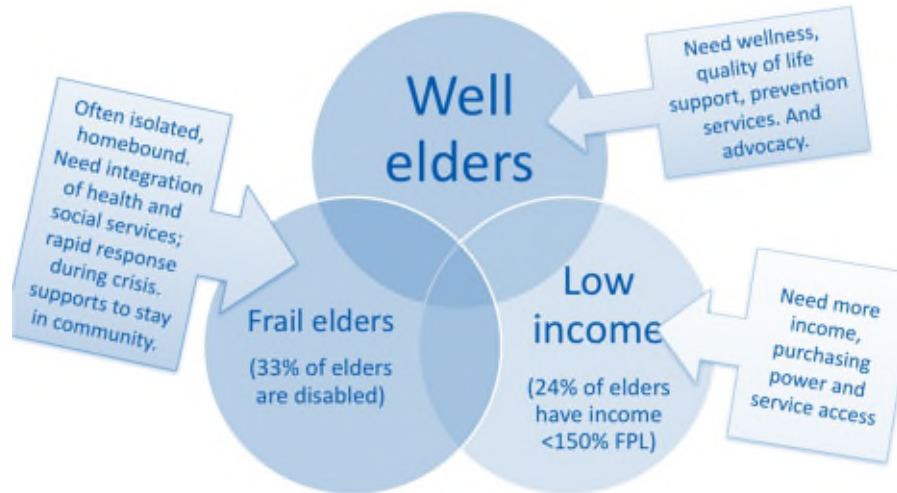 Well
elders
Need wellness,
quality of life
support, prevention
services. And
advocacy.
Often isolated,
homebound.
Need integration
of health and
social services;
rapid response
during crisis.
supports to stay
in community.
Frail elders
(33% of elders
are disabled)
Low
income
(24% of elders
have income
<150% FPL)
Need more
income,
purchasing
power and
service access